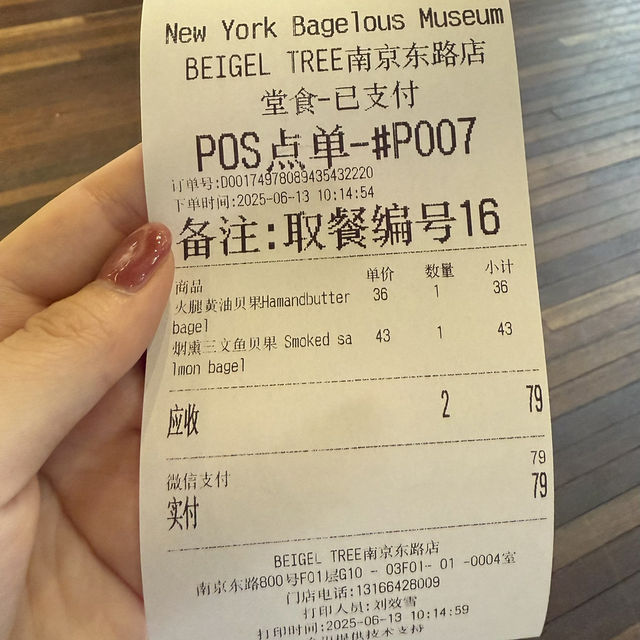 New York Bagelous Museum
BEIGEL TREE南京东路店
堂食-已支付
POS点单-#P007
订单号:D00174978089435432220
下单时间:2025-06-13 10:14:54
备注:取餐编号16
商品 单价 数量 小计
火腿黄油贝果Hamandbutter 36 1 36
bagel
烟熏三文鱼贝果 Smoked sa 43 1 43
lmon bagel
应收 2 79
微信支付 79
实付 79
BEIGEL TREE南京东路店
南京东路800号F01层G10 - 03F01- 01 -0004室
门店电话:13166428009
打印人员:刘效雪
打印时间:2025-06-13 10:14:59
提供技术支持